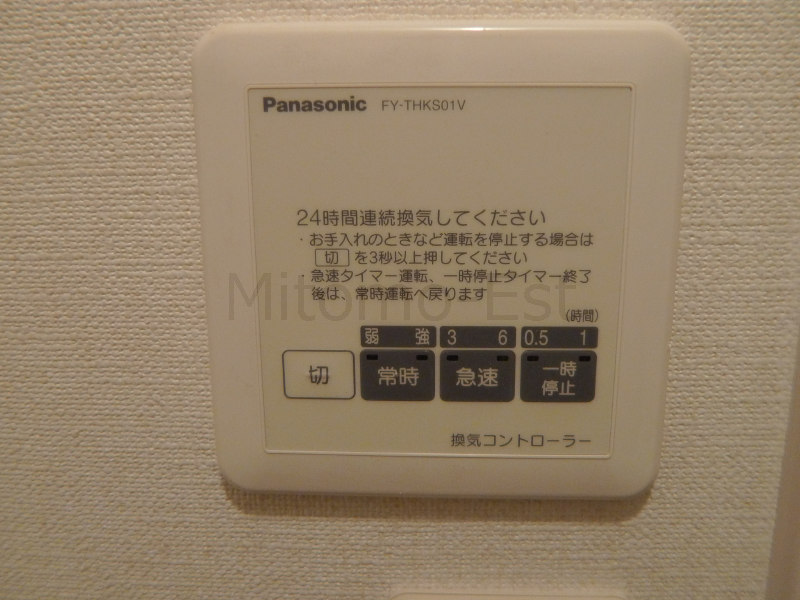 Panasonic FY-THKS01V
24時間連続換気してください
・お手入れのときなど運転を停止する場合は
切 を3秒以上押してください
・急速タイマー運転、一時停止タイマー終了
後は、常時運転へ戻ります
Mitomo-Est
(時間)
弱 強 3 6 0.5 1
切 常時 急速 一時
停止
換気コントローラー